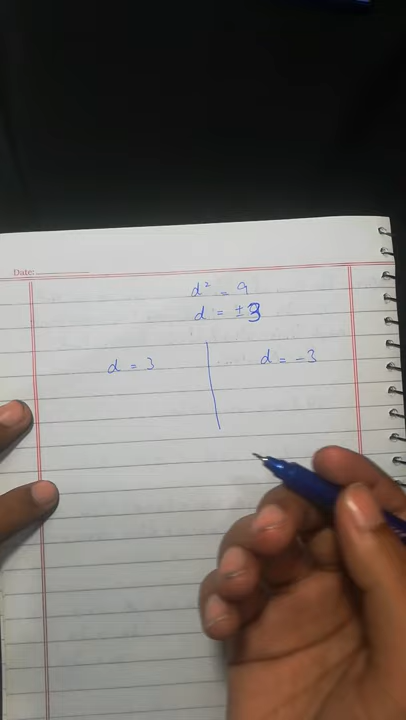 Date:
d² = 9
d = ±3
d = 3
d = -3